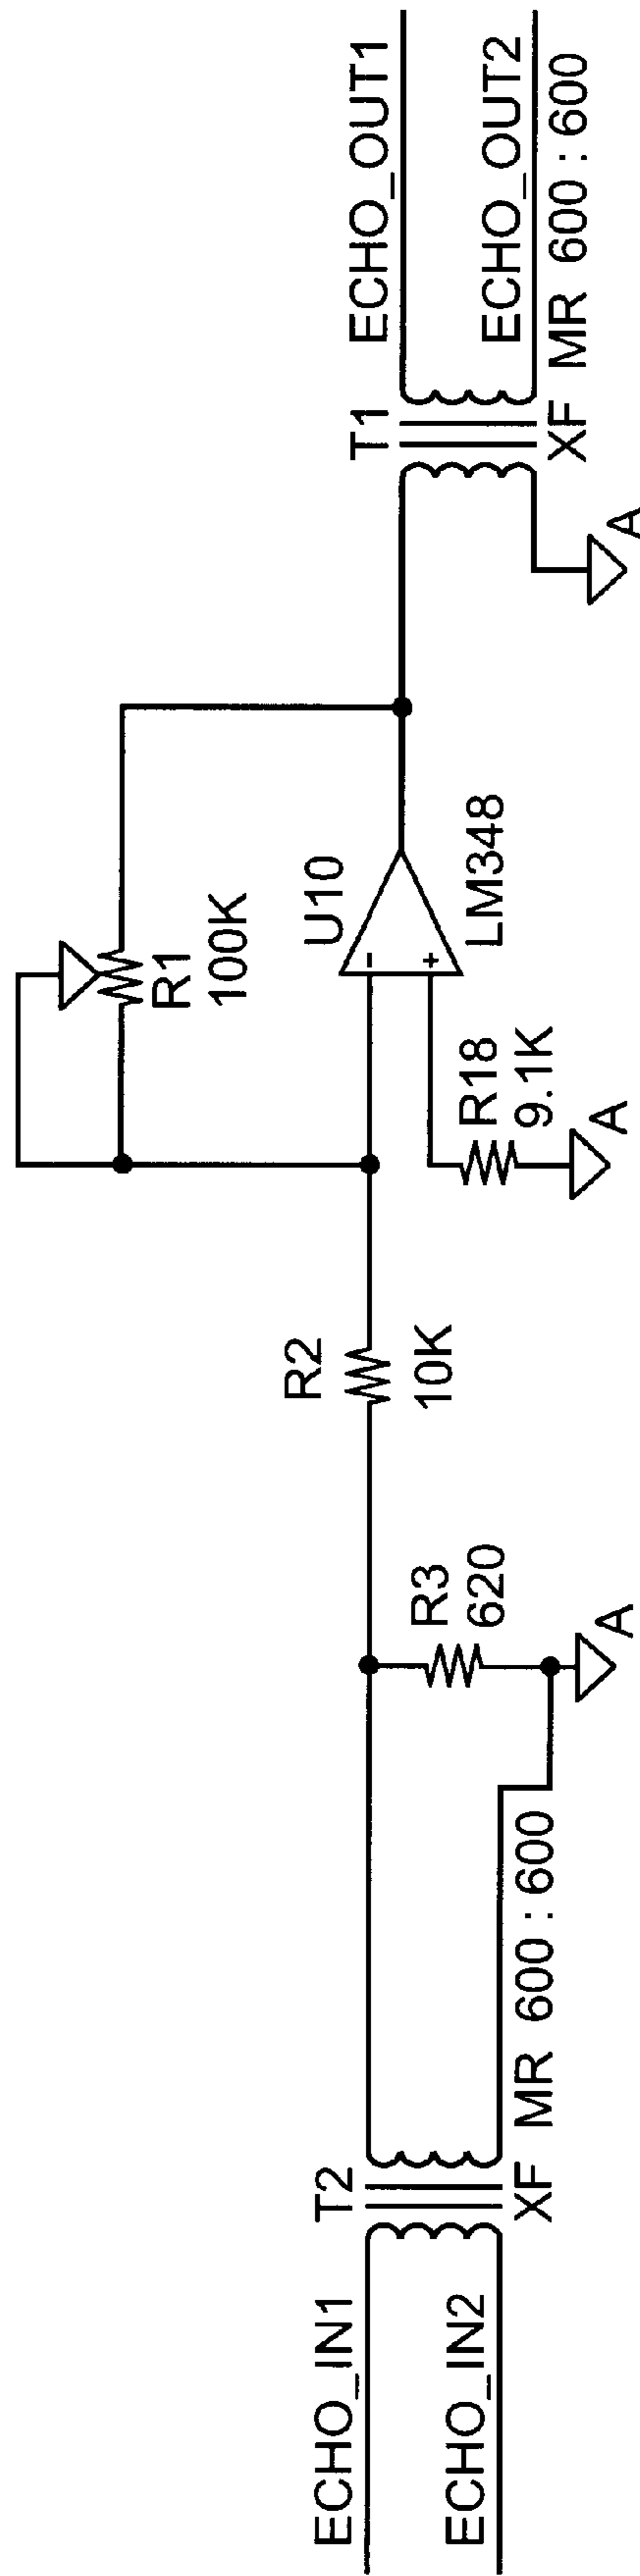 ECHO_IN1
ECHO_IN2
T2
XF MR 600 : 600
R3
620
A
R2
10K
R1
100K
R18
9.1K
A
U10
-
+
LM348
T1
XF MR 600 : 600
A
ECHO_OUT1
ECHO_OUT2